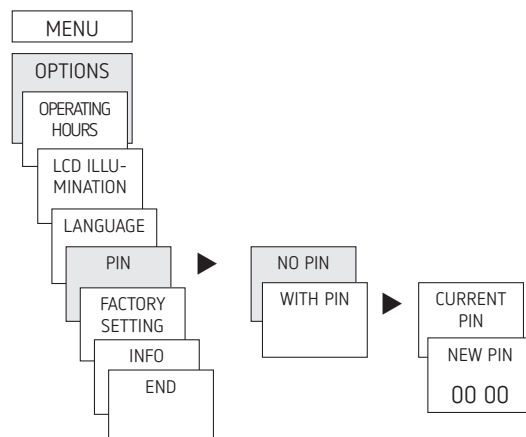 MENU
OPTIONS
OPERATING
HOURS
LCD ILLU-
MINATION
LANGUAGE
PIN
FACTORY
SETTING
INFO
END
NO PIN
WITH PIN
CURRENT
PIN
NEW PIN
00 00